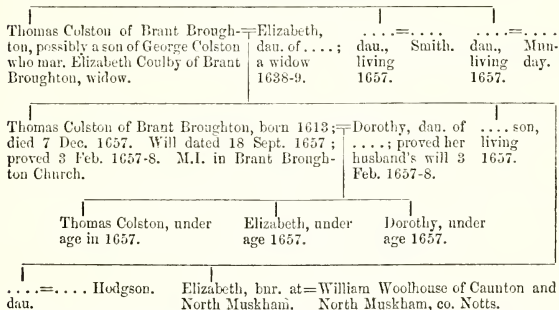 Thomas Colston of Brant Brough-
ton, possibly a son of George Colston
who mar. Elizabeth Coulby of Brant
Broughton, widow.
=Elizabeth,
dau. of . . . . ;
a widow
1638-9.
. . . . = . . . .
dau., Smith.
living
1657.
. . . . = . . . .
dau., Mun-
living day.
1657.
Thomas Colston of Brant Broughton, born 1613;
died 7 Dec. 1657. Will dated 18 Sept. 1657;
proved 3 Feb. 1657-8. M.I. in Brant Brough-
ton Church.
=Dorothy, dau. of
. . . . ; proved her
husband's will 3
Feb. 1657-8.
. . . . son,
living
1657.
Thomas Colston, under
age in 1657.
Elizabeth, under
age 1657.
Dorothy, under
age 1657.
. . . . = . . . . Hodgson.
dau.
Elizabeth, bur. at=William Woolhouse of Caunton and
North Muskham. North Muskham, co. Notts.